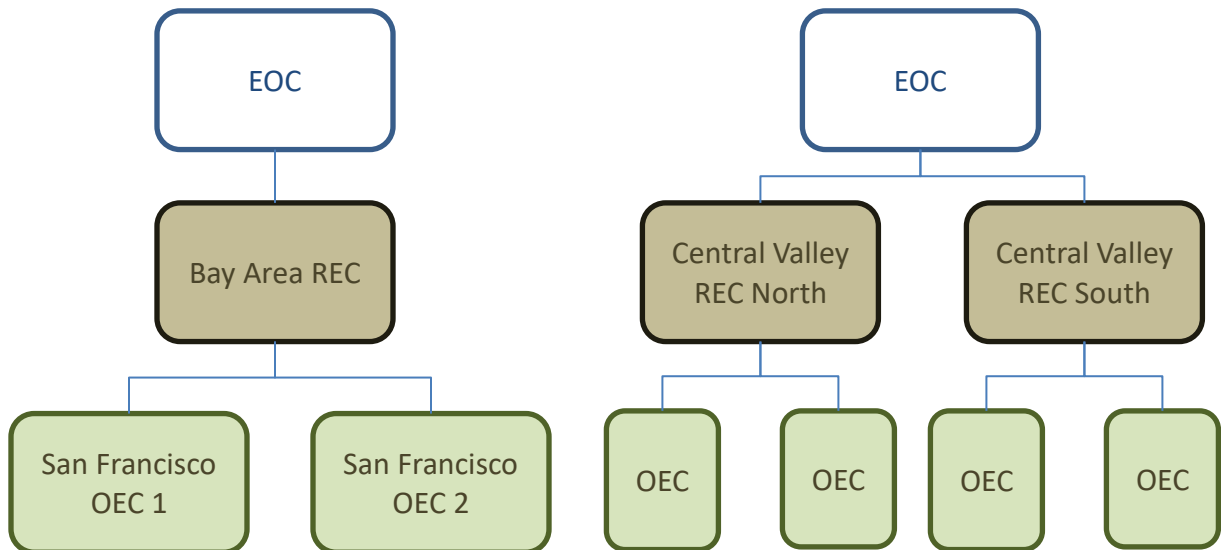 EOC
EOC
Bay Area REC
Central Valley
REC North
Central Valley
REC South
San Francisco
OEC 1
San Francisco
OEC 2
OEC
OEC
OEC
OEC